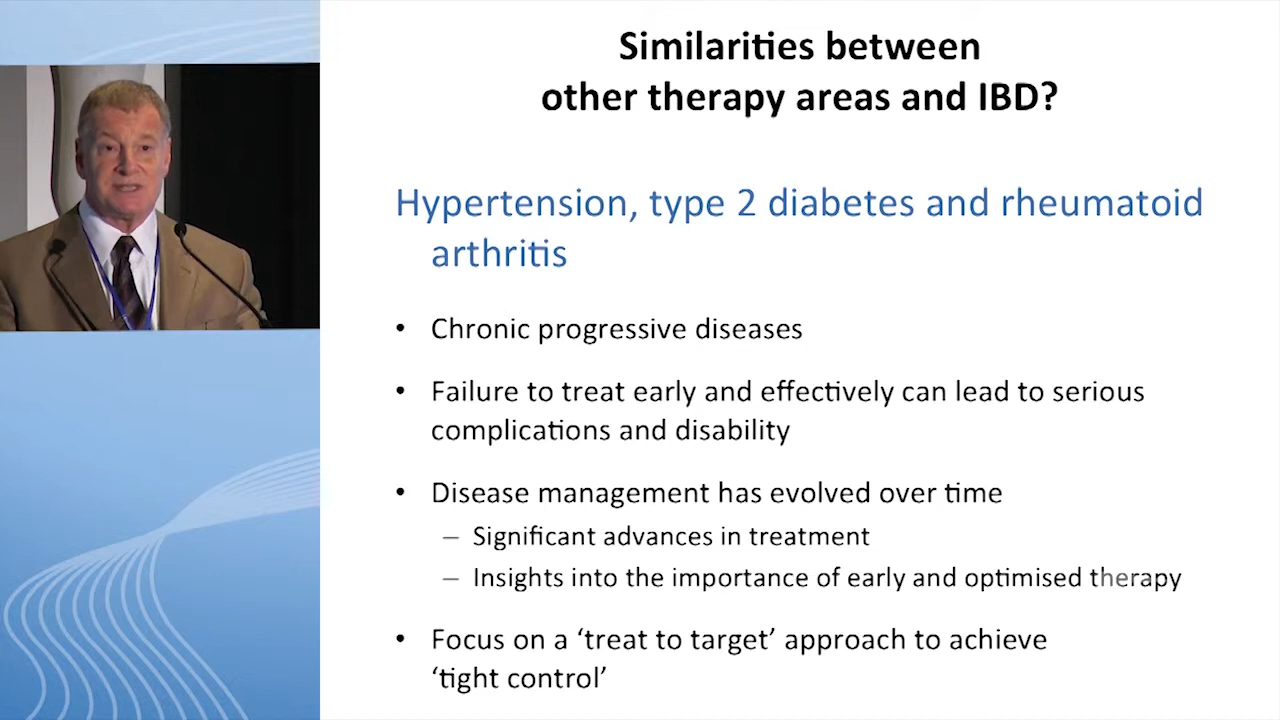 Similarities between
other therapy areas and IBD?
Hypertension, type 2 diabetes and rheumatoid
arthritis
• Chronic progressive diseases
• Failure to treat early and effectively can lead to serious
complications and disability
• Disease management has evolved over time
– Significant advances in treatment
– Insights into the importance of early and optimised therapy
• Focus on a ‘treat to target’ approach to achieve
‘tight control’